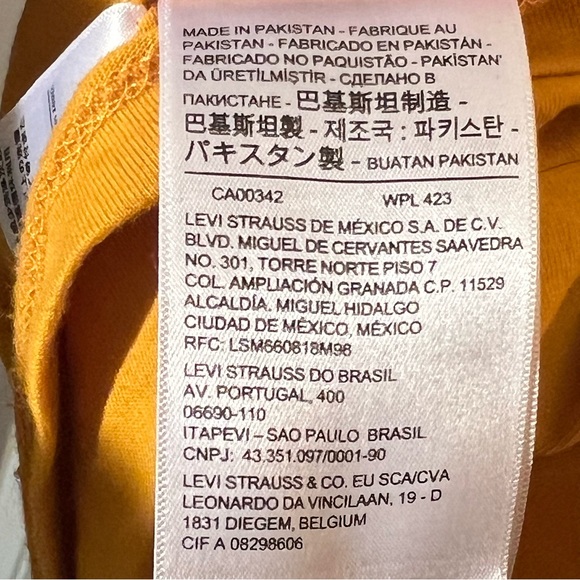 MADE IN PAKISTAN - FABRIQUE AU
PAKISTAN - FABRICADO EN PAKISTÁN -
FABRICADO NO PAQUISTÃO - PAKİSTAN'
DA ÜRETİLMİŞTİR - СДЕЛАНО В
ПАКИСТАНЕ - 巴基斯坦制造 -
巴基斯坦製 - 제조국 : 파키스탄 -
パキスタン製 - BUATAN PAKISTAN
CA00342 WPL 423
LEVI STRAUSS DE MÉXICO S.A. DE C.V.
BLVD. MIGUEL DE CERVANTES SAAVEDRA
NO. 301, TORRE NORTE PISO 7
COL. AMPLIACIÓN GRANADA C.P. 11529
ALCALDÍA. MIGUEL HIDALGO
CIUDAD DE MÉXICO, MÉXICO
RFC: LSM660818M98
LEVI STRAUSS DO BRASIL
AV. PORTUGAL, 400
06690-110
ITAPEVI – SAO PAULO BRASIL
CNPJ: 43.351.097/0001-90
LEVI STRAUSS & CO. EU SCA/CVA
LEONARDO DA VINCILAAN, 19 - D
1831 DIEGEM, BELGIUM
CIF A 08298606